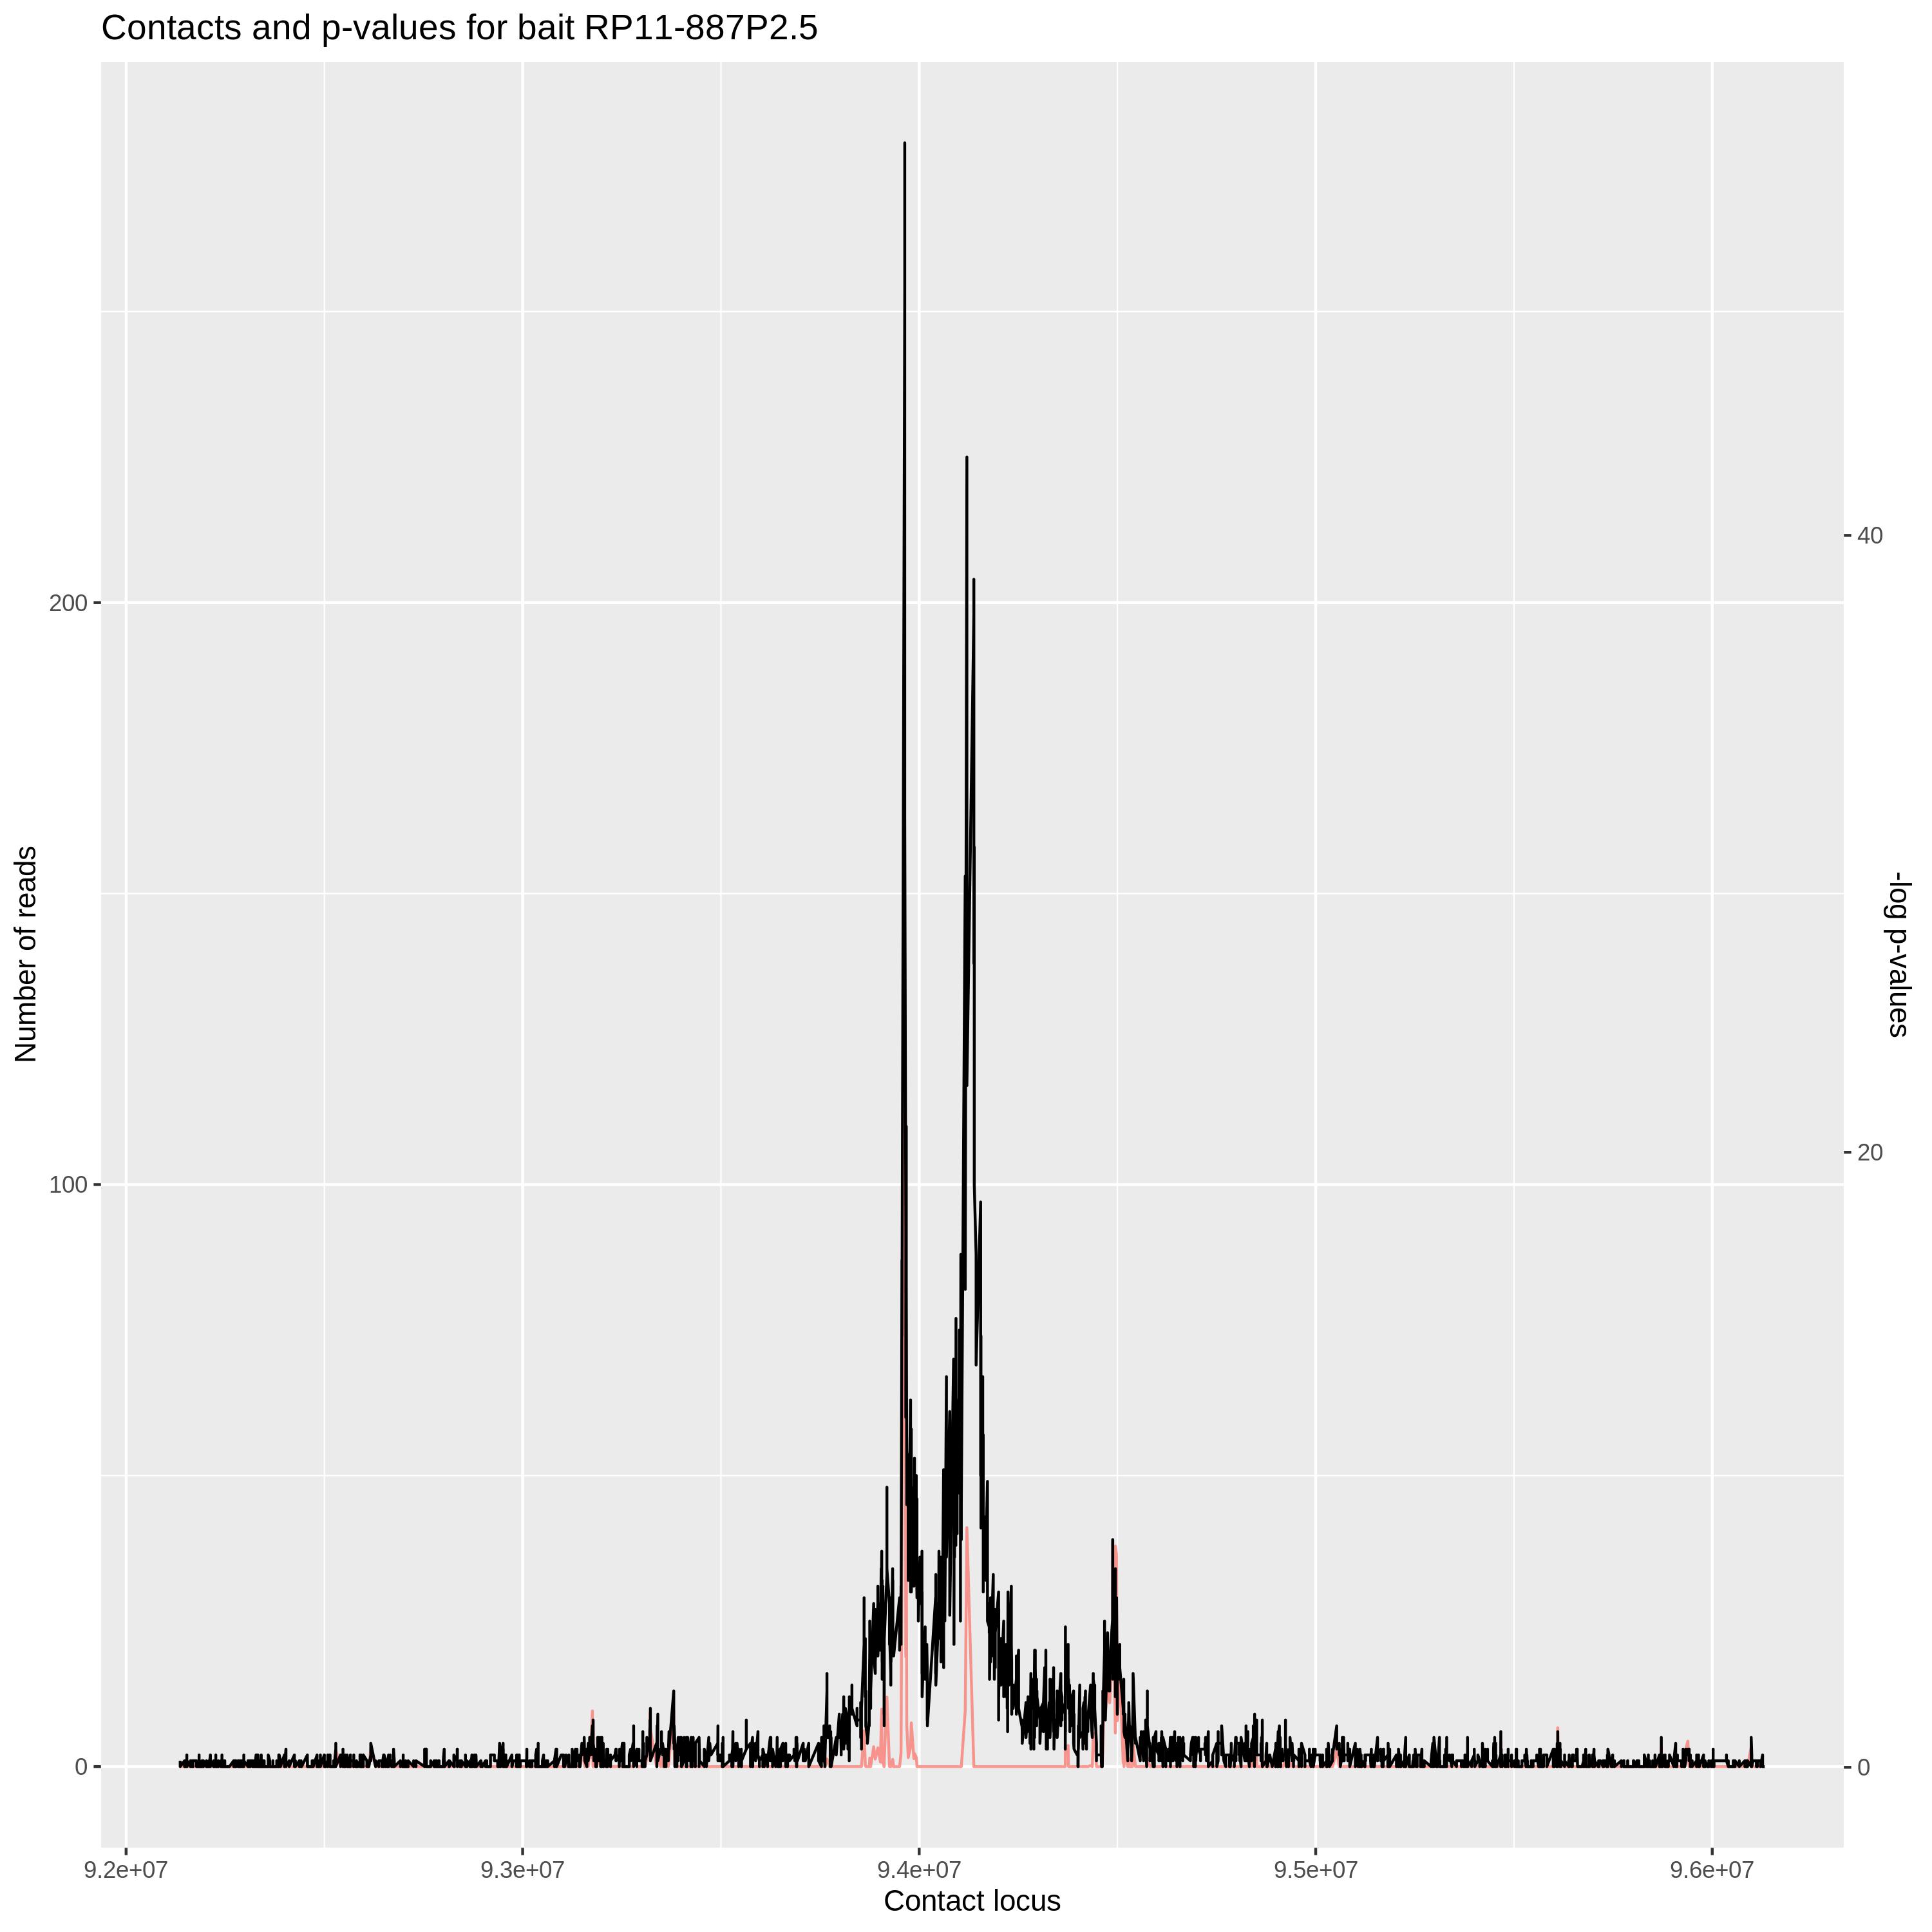 Contacts and p-values for bait RP11-887P2.5
Number of reads
200
100
0
40
20
0
-log p-values
9.2e+07
9.3e+07
9.4e+07
9.5e+07
9.6e+07
Contact locus